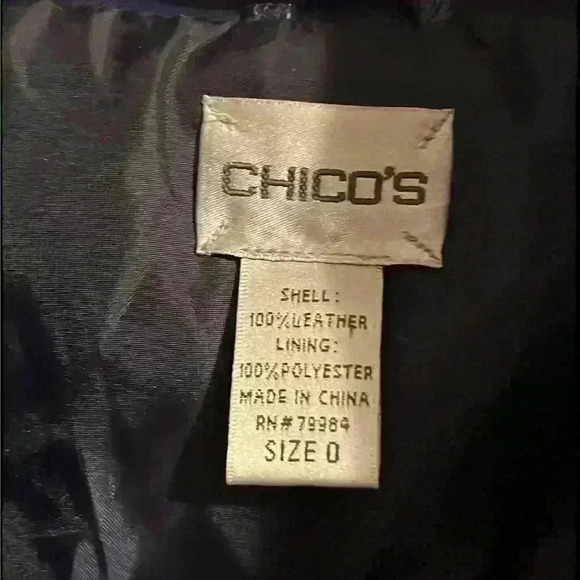 CHICO'S
SHELL:
100%LEATHER
LINING:
100%POLYESTER
MADE IN CHINA
RN#79984
SIZE 0